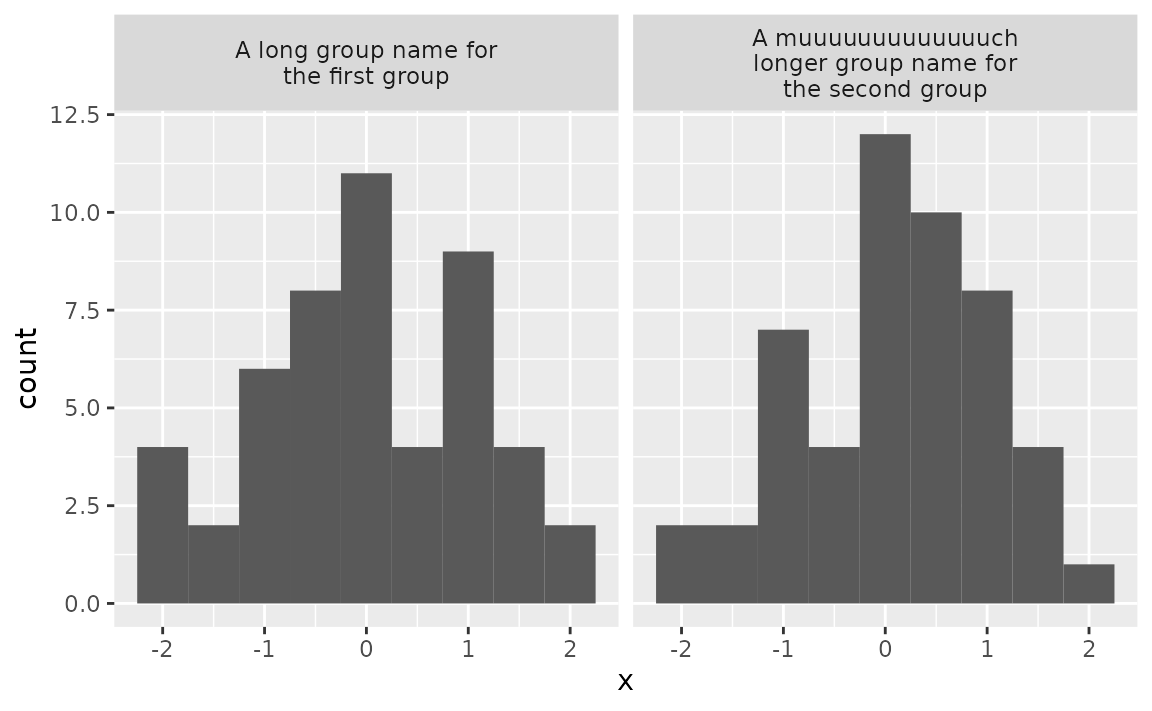 A long group name for
the first group
A muuuuuuuuuuuuuch
longer group name for
the second group
12.5
10.0
7.5
5.0
2.5
0.0
count
-2 -1 0 1 2
-2 -1 0 1 2
x